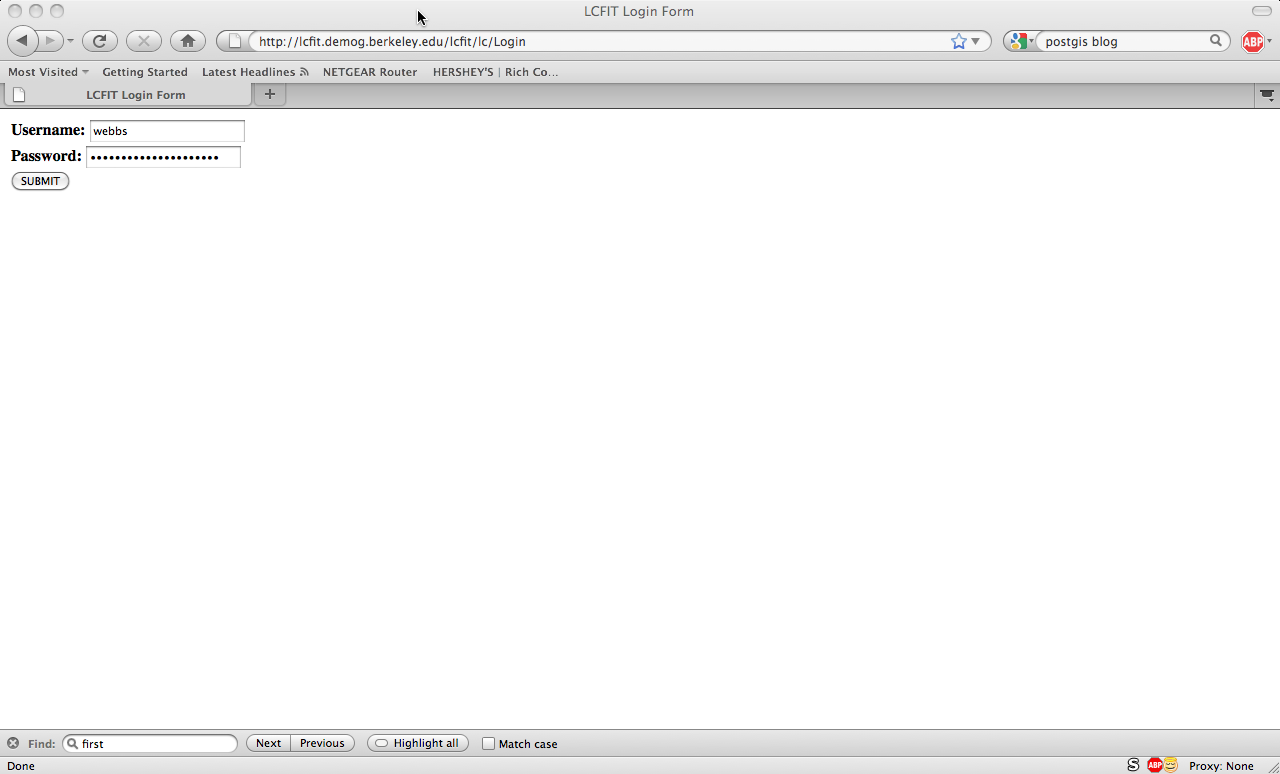 LCFIT Login Form
http://lcfit.demog.berkeley.edu/lcfit/lc/Login
postgis blog
ABP
Most Visited
Getting Started
Latest Headlines
NETGEAR Router
HERSHEY'S | Rich Co...
LCFIT Login Form
Username: webbs
Password: •••••••••••••••••••••
SUBMIT
Find: first Next Previous Highlight all Match case
Done S ABP Proxy: None